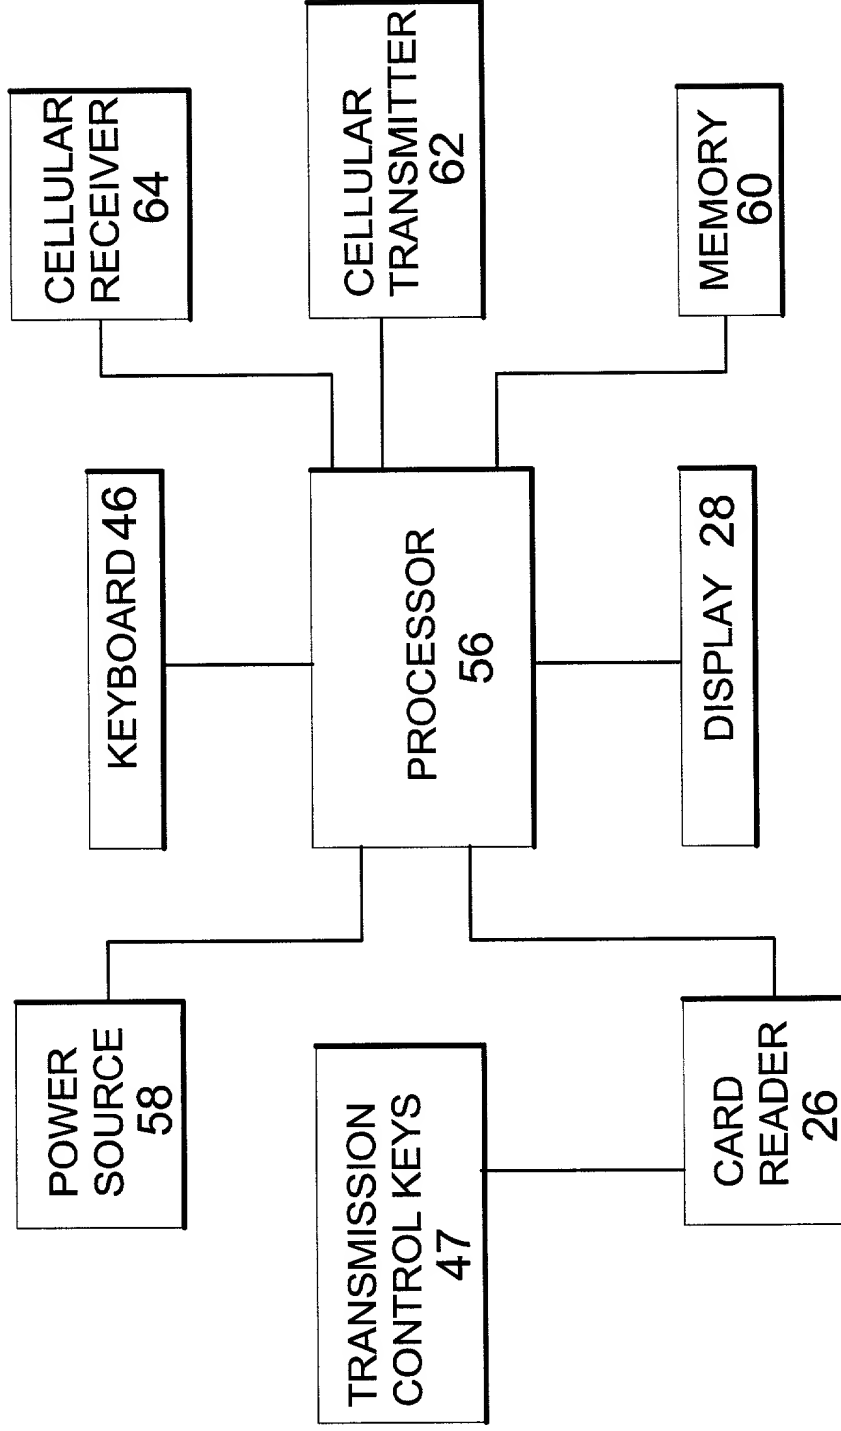 POWER
SOURCE
58
KEYBOARD 46
CELLULAR
RECEIVER
64
TRANSMISSION
CONTROL KEYS
47
PROCESSOR
56
CELLULAR
TRANSMITTER
62
CARD
READER
26
DISPLAY 28
MEMORY
60